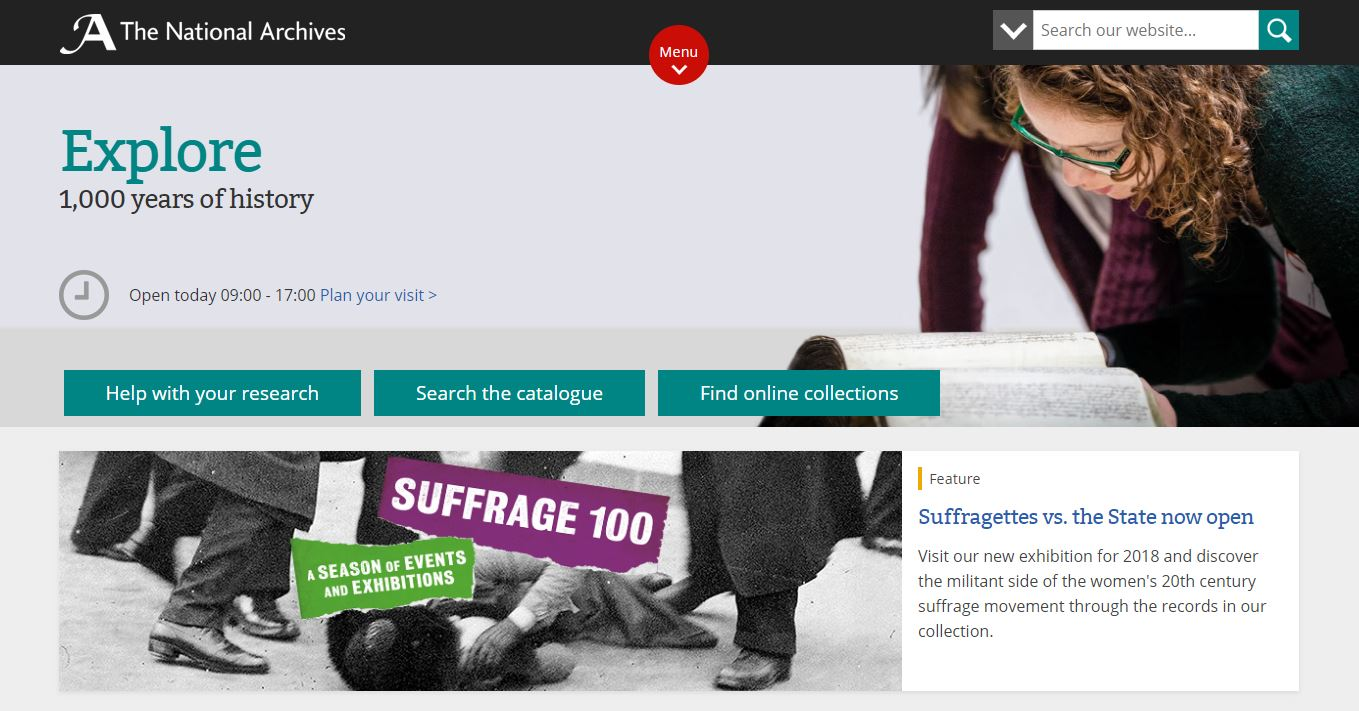 The National Archives
Menu
Search our website...
Explore
1,000 years of history
Open today 09:00 - 17:00 Plan your visit >
Help with your research
Search the catalogue
Find online collections
SUFFRAGE 100
A SEASON OF EVENTS
AND EXHIBITIONS
Feature
Suffragettes vs. the State now open
Visit our new exhibition for 2018 and discover
the militant side of the women's 20th century
suffrage movement through the records in our
collection.